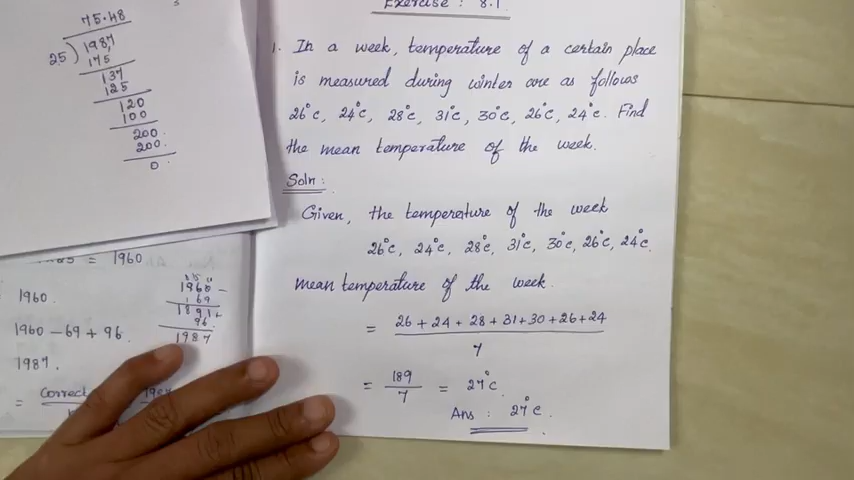 75.48
25 ) 198,7
175
137
125
120
100
200
200
0
= 1960
1960.
1960
169
1891
96
1987
1960 - 69 + 96.
1987.
=
Exercise : 8.1
1. In a week, temperature of a certain place
is measured during winter are as follows
26°c, 24°c, 28°c, 31°c, 30°c, 26°c, 24°c. Find
the mean temperature of the week.
Soln :
Given, the temperature of the week
26°c, 24°c, 28°c, 31°c, 30°c, 26°c, 24°c.
mean temperature of the week.
= 26 + 24 + 28 + 31 + 30 + 26 + 24
7
= 189 / 7 = 27°c
Ans : 27°c.